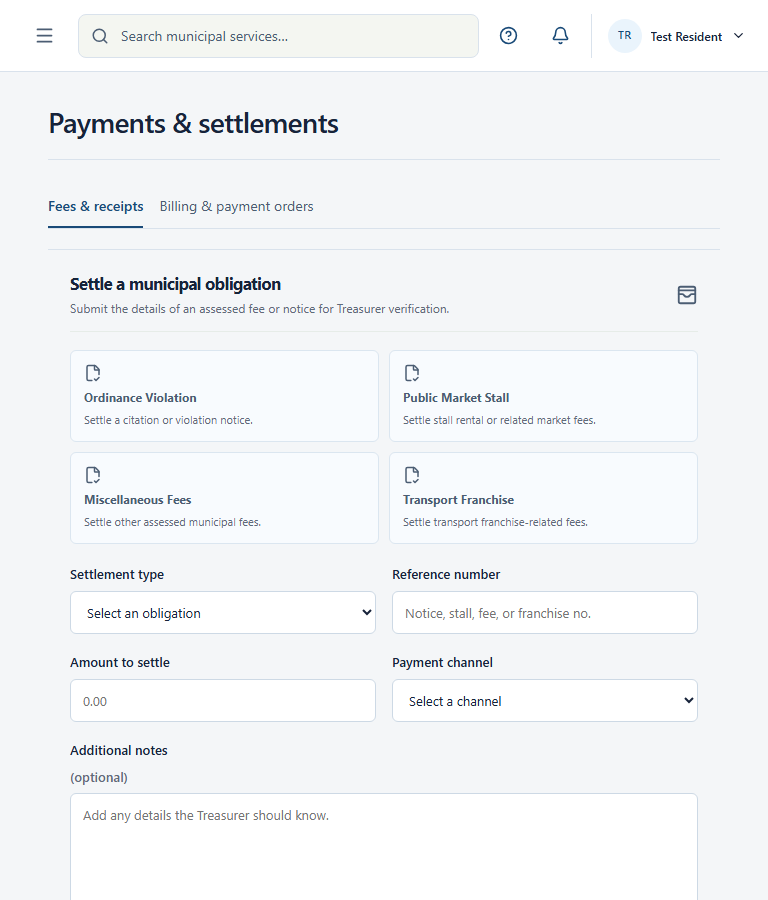 Search municipal services...
TR
Test Resident
Payments & settlements
Fees & receipts
Billing & payment orders
Settle a municipal obligation
Submit the details of an assessed fee or notice for Treasurer verification.
Ordinance Violation
Settle a citation or violation notice.
Public Market Stall
Settle stall rental or related market fees.
Miscellaneous Fees
Settle other assessed municipal fees.
Transport Franchise
Settle transport franchise-related fees.
Settlement type
Select an obligation
Reference number
Notice, stall, fee, or franchise no.
Amount to settle
0.00
Payment channel
Select a channel
Additional notes
(optional)
Add any details the Treasurer should know.